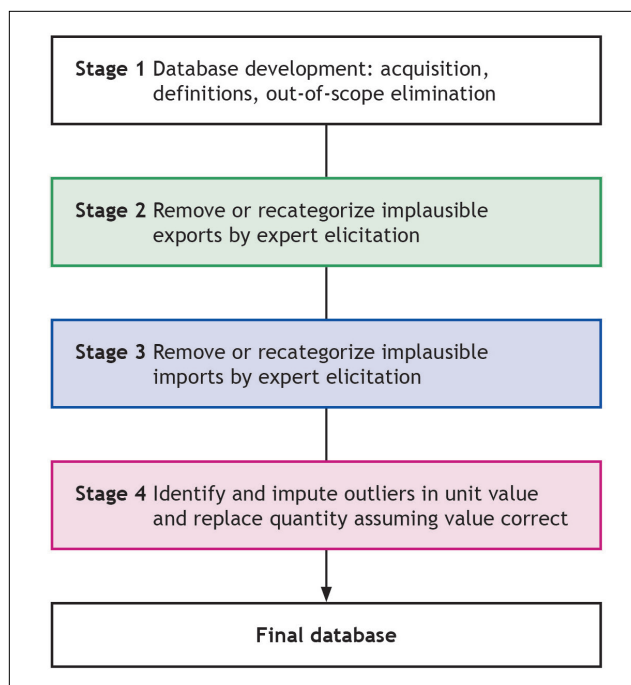 Stage 1 Database development: acquisition,
definitions, out-of-scope elimination
Stage 2 Remove or recategorize implausible
exports by expert elicitation
Stage 3 Remove or recategorize implausible
imports by expert elicitation
Stage 4 Identify and impute outliers in unit value
and replace quantity assuming value correct
Final database